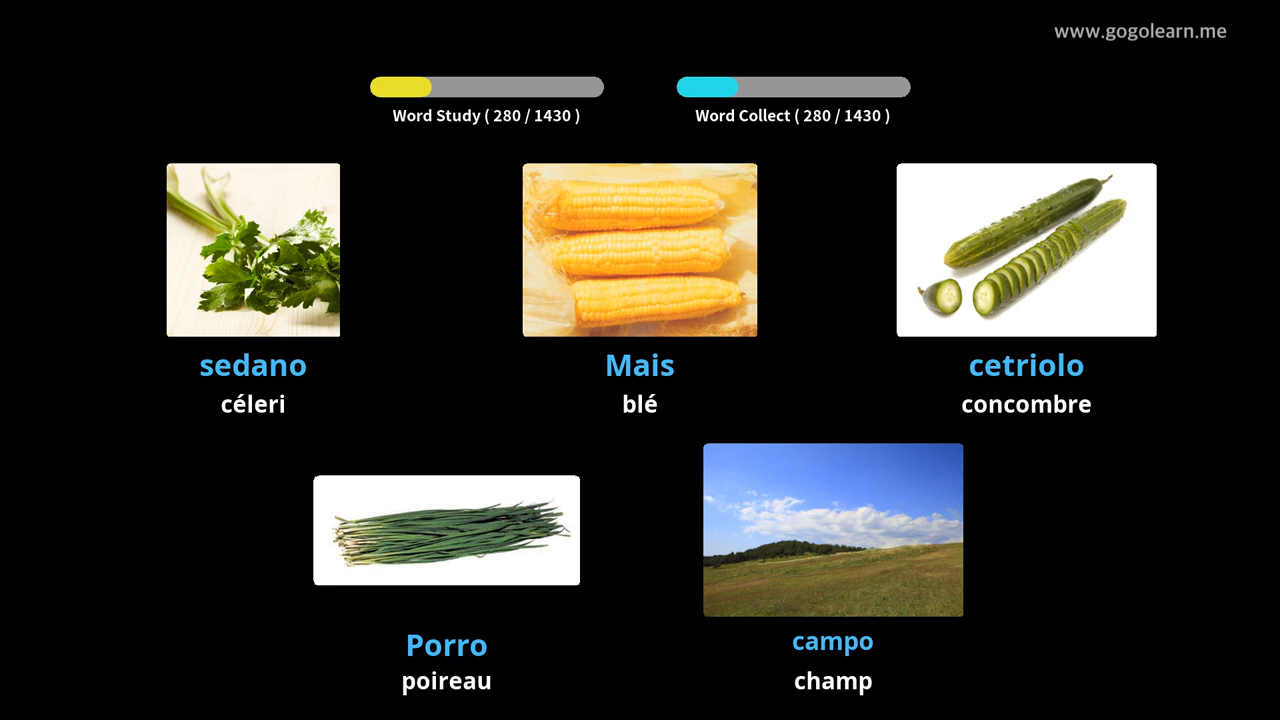 www.gogolearn.me
Word Study ( 280 / 1430 )
Word Collect ( 280 / 1430 )
sedano
céleri
Mais
blé
cetriolo
concombre
Porro
poireau
campo
champ